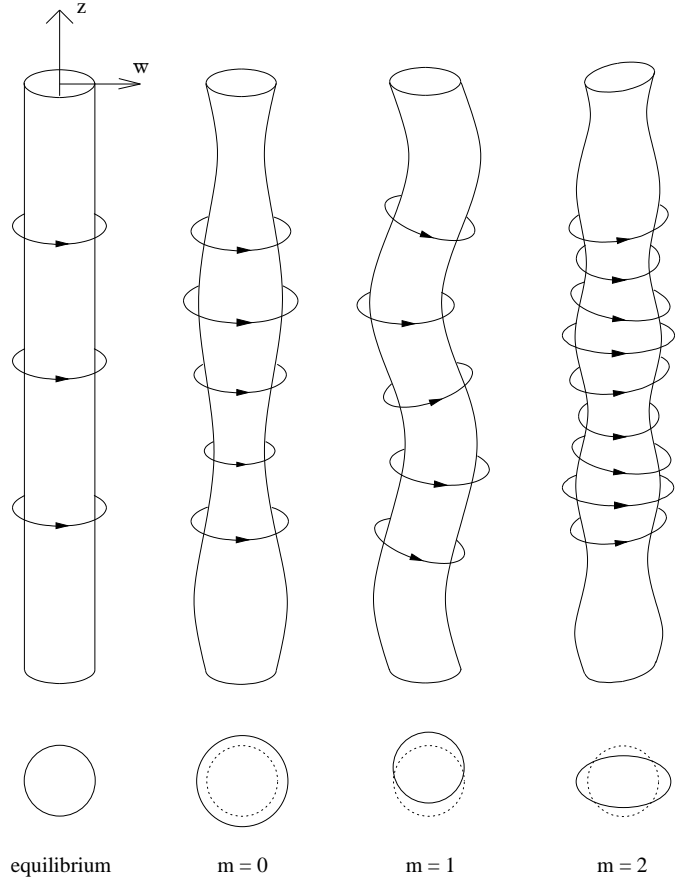 z
w
equilibrium
m = 0
m = 1
m = 2